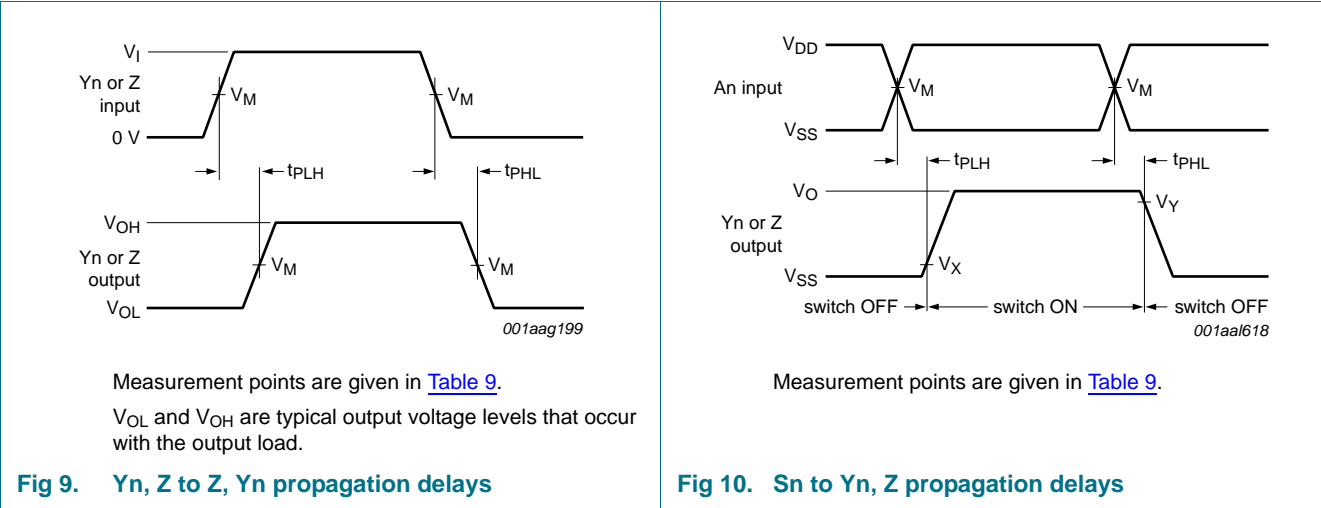 VI
Yn or Z
input
0 V
VM
VM
tPLH
tPHL
VOH
Yn or Z
output
VOL
VM
VM
001aag199
Measurement points are given in Table 9.
VOL and VOH are typical output voltage levels that occur
with the output load.
Fig 9. Yn, Z to Z, Yn propagation delays
VDD
An input
VSS
VM
VM
tPLH
tPHL
VO
Yn or Z
output
VSS
VY
VX
switch OFF
switch ON
switch OFF
001aal618
Measurement points are given in Table 9.
Fig 10. Sn to Yn, Z propagation delays